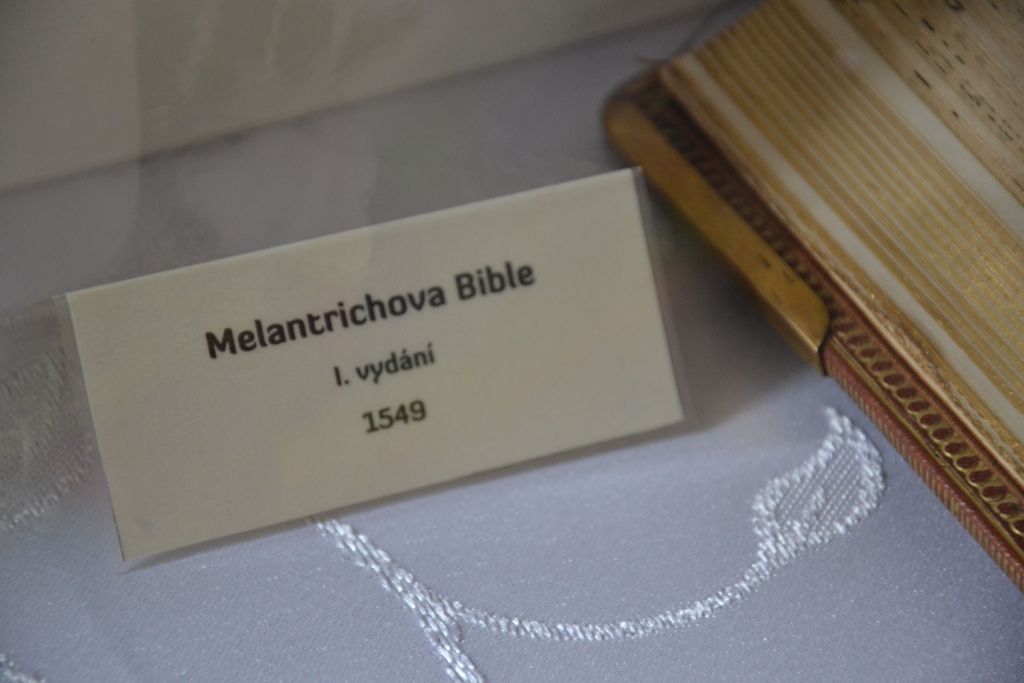 Melantrichova Bible
I. vydání
1549